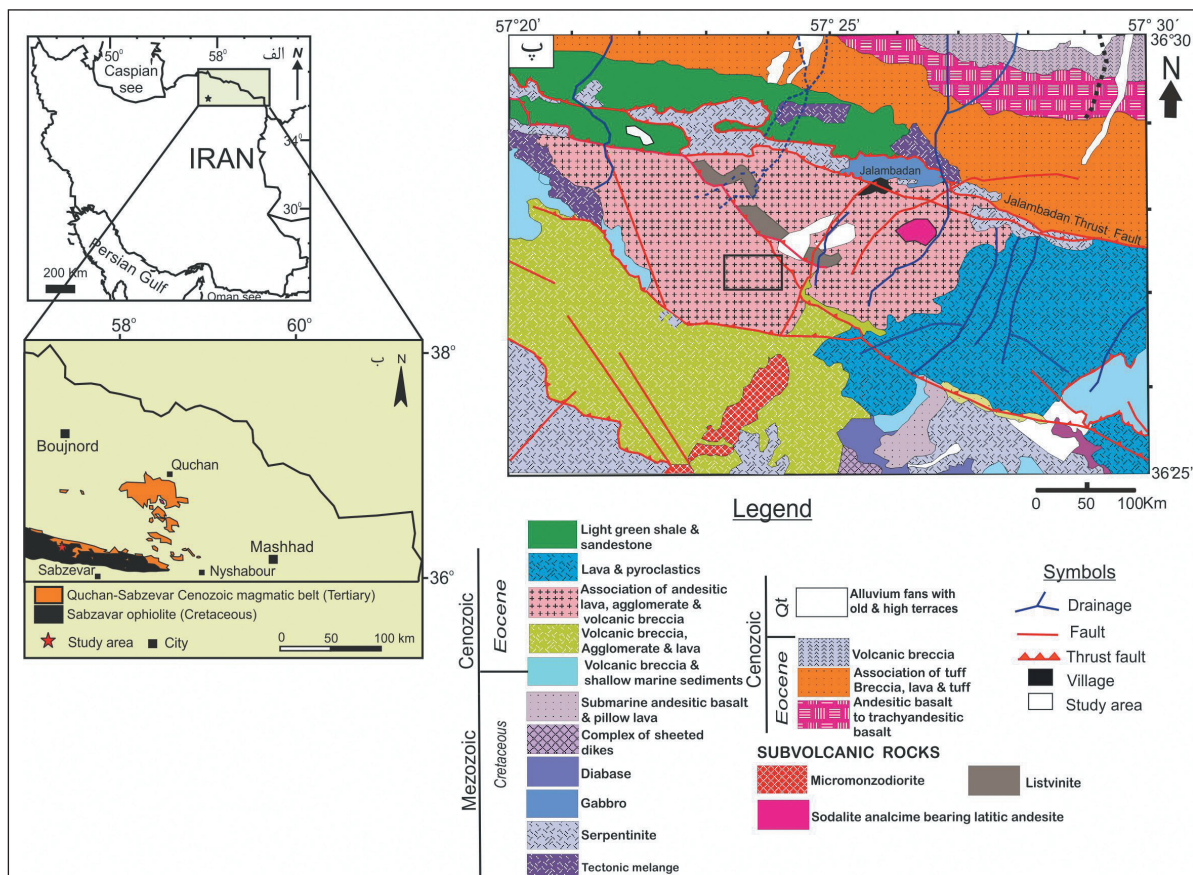 50°
58°
الف
N
Caspian
see
IRAN
34°
30°
Persian Gulf
200 Km
Oman see
58°
60°
ب
N
38°
Boujnord
Quchan
Mashhad
Sabzevar
Nyshabour
36°
Quchan-Sabzevar Cenozoic magmatic belt (Tertiary)
Sabzavar ophiolite (Cretaceous)
Study area
City
0 50 100 km
57°20'
57°25'
57° 30'
36°30
پ
N
Jalambadan
Jalambadan Thrust Fault
36°25'
0 50 100Km
Legend
Cenozoic
Eocene
Mezozoic
Cretaceous
Light green shale &
sandestone
Lava & pyroclastics
Association of andesitic
lava, agglomerate &
volcanic breccia
Volcanic breccia,
Agglomerate & lava
Volcanic breccia &
shallow marine sediments
Submarine andesitic basalt
& pillow lava
Complex of sheeted
dikes
Diabase
Gabbro
Serpentinite
Tectonic melange
Cenozoic
Qt
Eocene
Alluvium fans with
old & high terraces
Volcanic breccia
Association of tuff
Breccia, lava & tuff
Andesitic basalt
to trachyandesitic
basalt
SUBVOLCANIC ROCKS
Micromonzodiorite
Listvinite
Sodalite analcime bearing latitic andesite
Symbols
Drainage
Fault
Thrust fault
Village
Study area